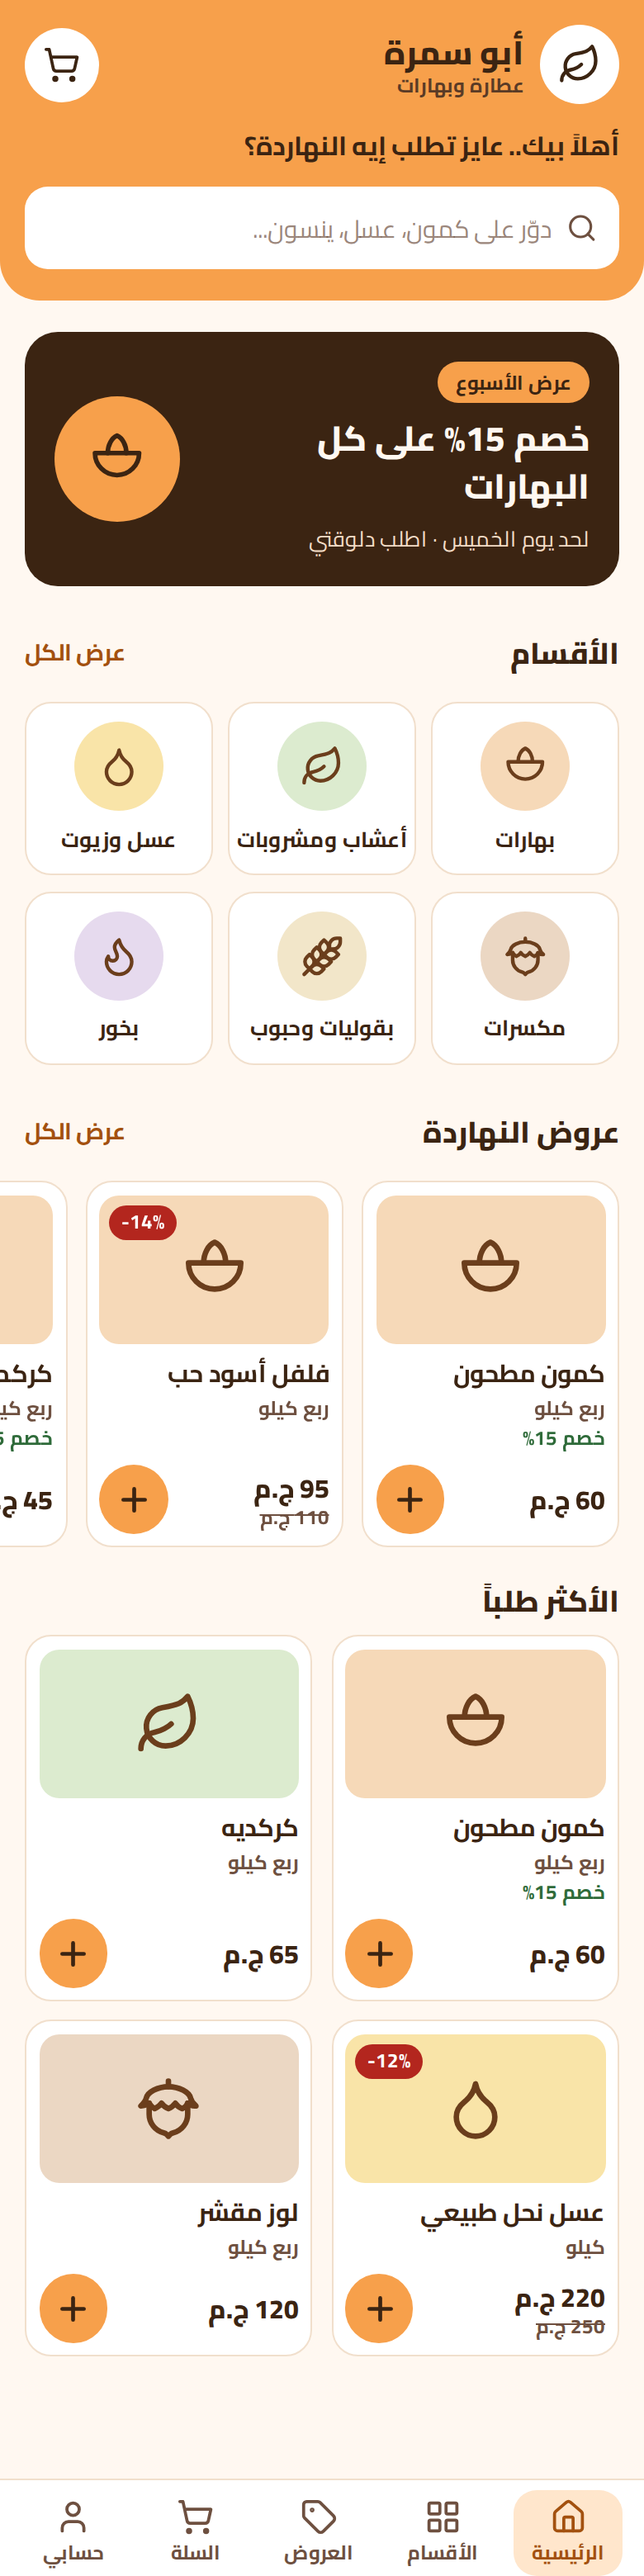 أبو سمرة
عطارة وبهارات
أهلاً بيك.. عايز تطلب إيه النهاردة؟
دوّر على كمون، عسل، ينسون...
عرض الأسبوع
خصم 15% على كل
البهارات
لحد يوم الخميس · اطلب دلوقتي
الأقسام
عرض الكل
بهارات
أعشاب ومشروبات
عسل وزيوت
مكسرات
بقوليات وحبوب
بخور
عروض النهاردة
عرض الكل
كمون مطحون
ربع كيلو
خصم 15%
60 ج.م
-14%
فلفل أسود حب
ربع كيلو
95 ج.م
110 ج.م
45 ج.م
الأكثر طلباً
كمون مطحون
ربع كيلو
خصم 15%
60 ج.م
كركديه
ربع كيلو
65 ج.م
-12%
عسل نحل طبيعي
كيلو
220 ج.م
250 ج.م
لوز مقشر
ربع كيلو
120 ج.م
الرئيسية
الأقسام
العروض
السلة
حسابي